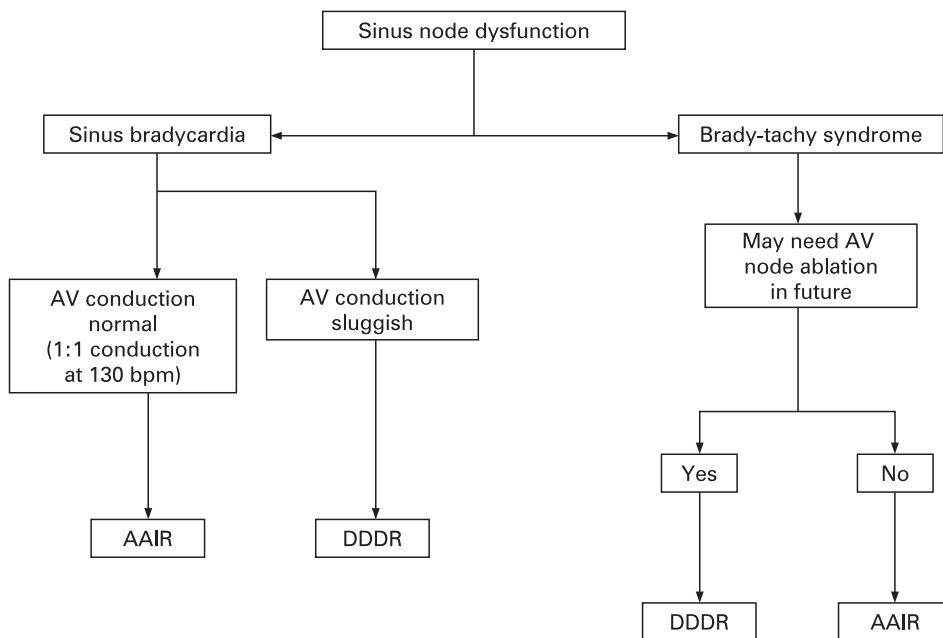 Sinus node dysfunction
Sinus bradycardia
Brady-tachy syndrome
May need AV
node ablation
in future
AV conduction
normal
(1:1 conduction
at 130 bpm)
AV conduction
sluggish
Yes
No
AAIR
DDDR
DDDR
AAIR